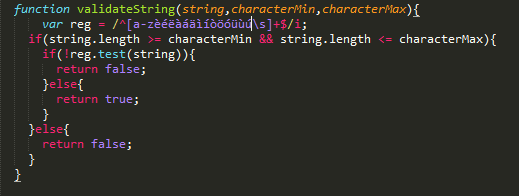 function validateString(string,characterMin,characterMax){
var reg = /^[a-zèéëàáäìíòöóüùú\s]+$/i;
if(string.length >= characterMin && string.length <= characterMax){
if(!reg.test(string)){
return false;
}else{
return true;
}
}else{
return false;
}
}